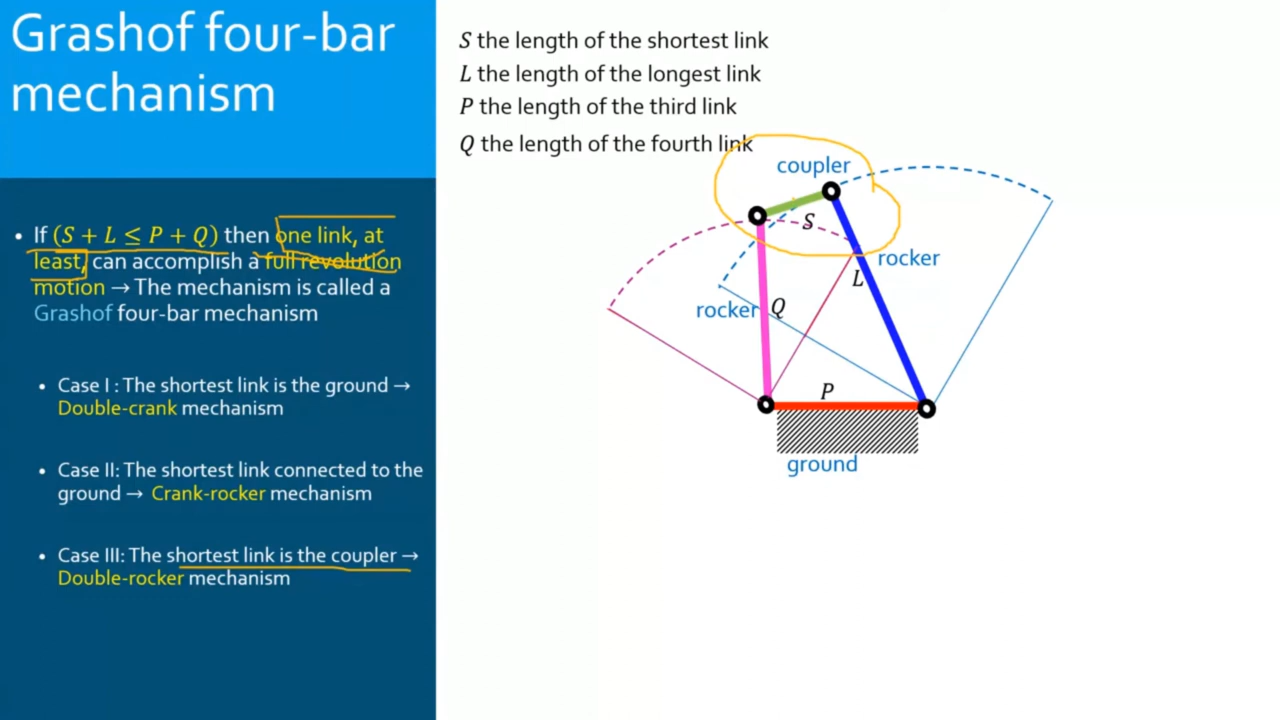 Grashof four-bar
mechanism
• If (S + L ≤ P + Q) then one link, at
least, can accomplish a full revolution
motion → The mechanism is called a
Grashof four-bar mechanism
• Case I : The shortest link is the ground →
Double-crank mechanism
• Case II: The shortest link connected to the
ground → Crank-rocker mechanism
• Case III: The shortest link is the coupler →
Double-rocker mechanism
S the length of the shortest link
L the length of the longest link
P the length of the third link
Q the length of the fourth link
coupler
S
rocker
L
rocker
Q
P
ground